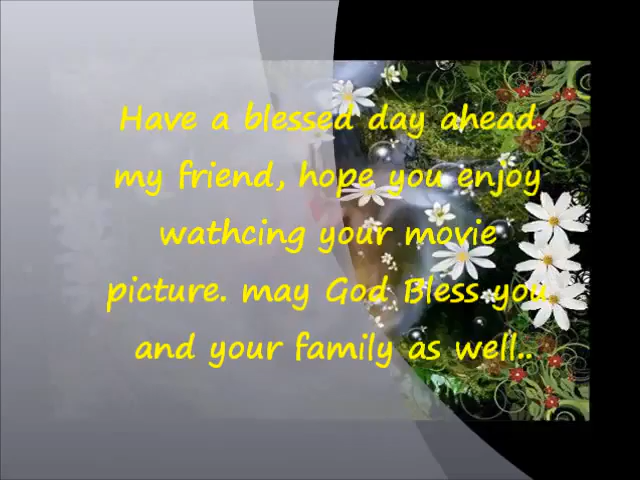 Have a blessed day ahead
my friend, hope you enjoy
wathcing your movie
picture. may God Bless you
and your family as well..